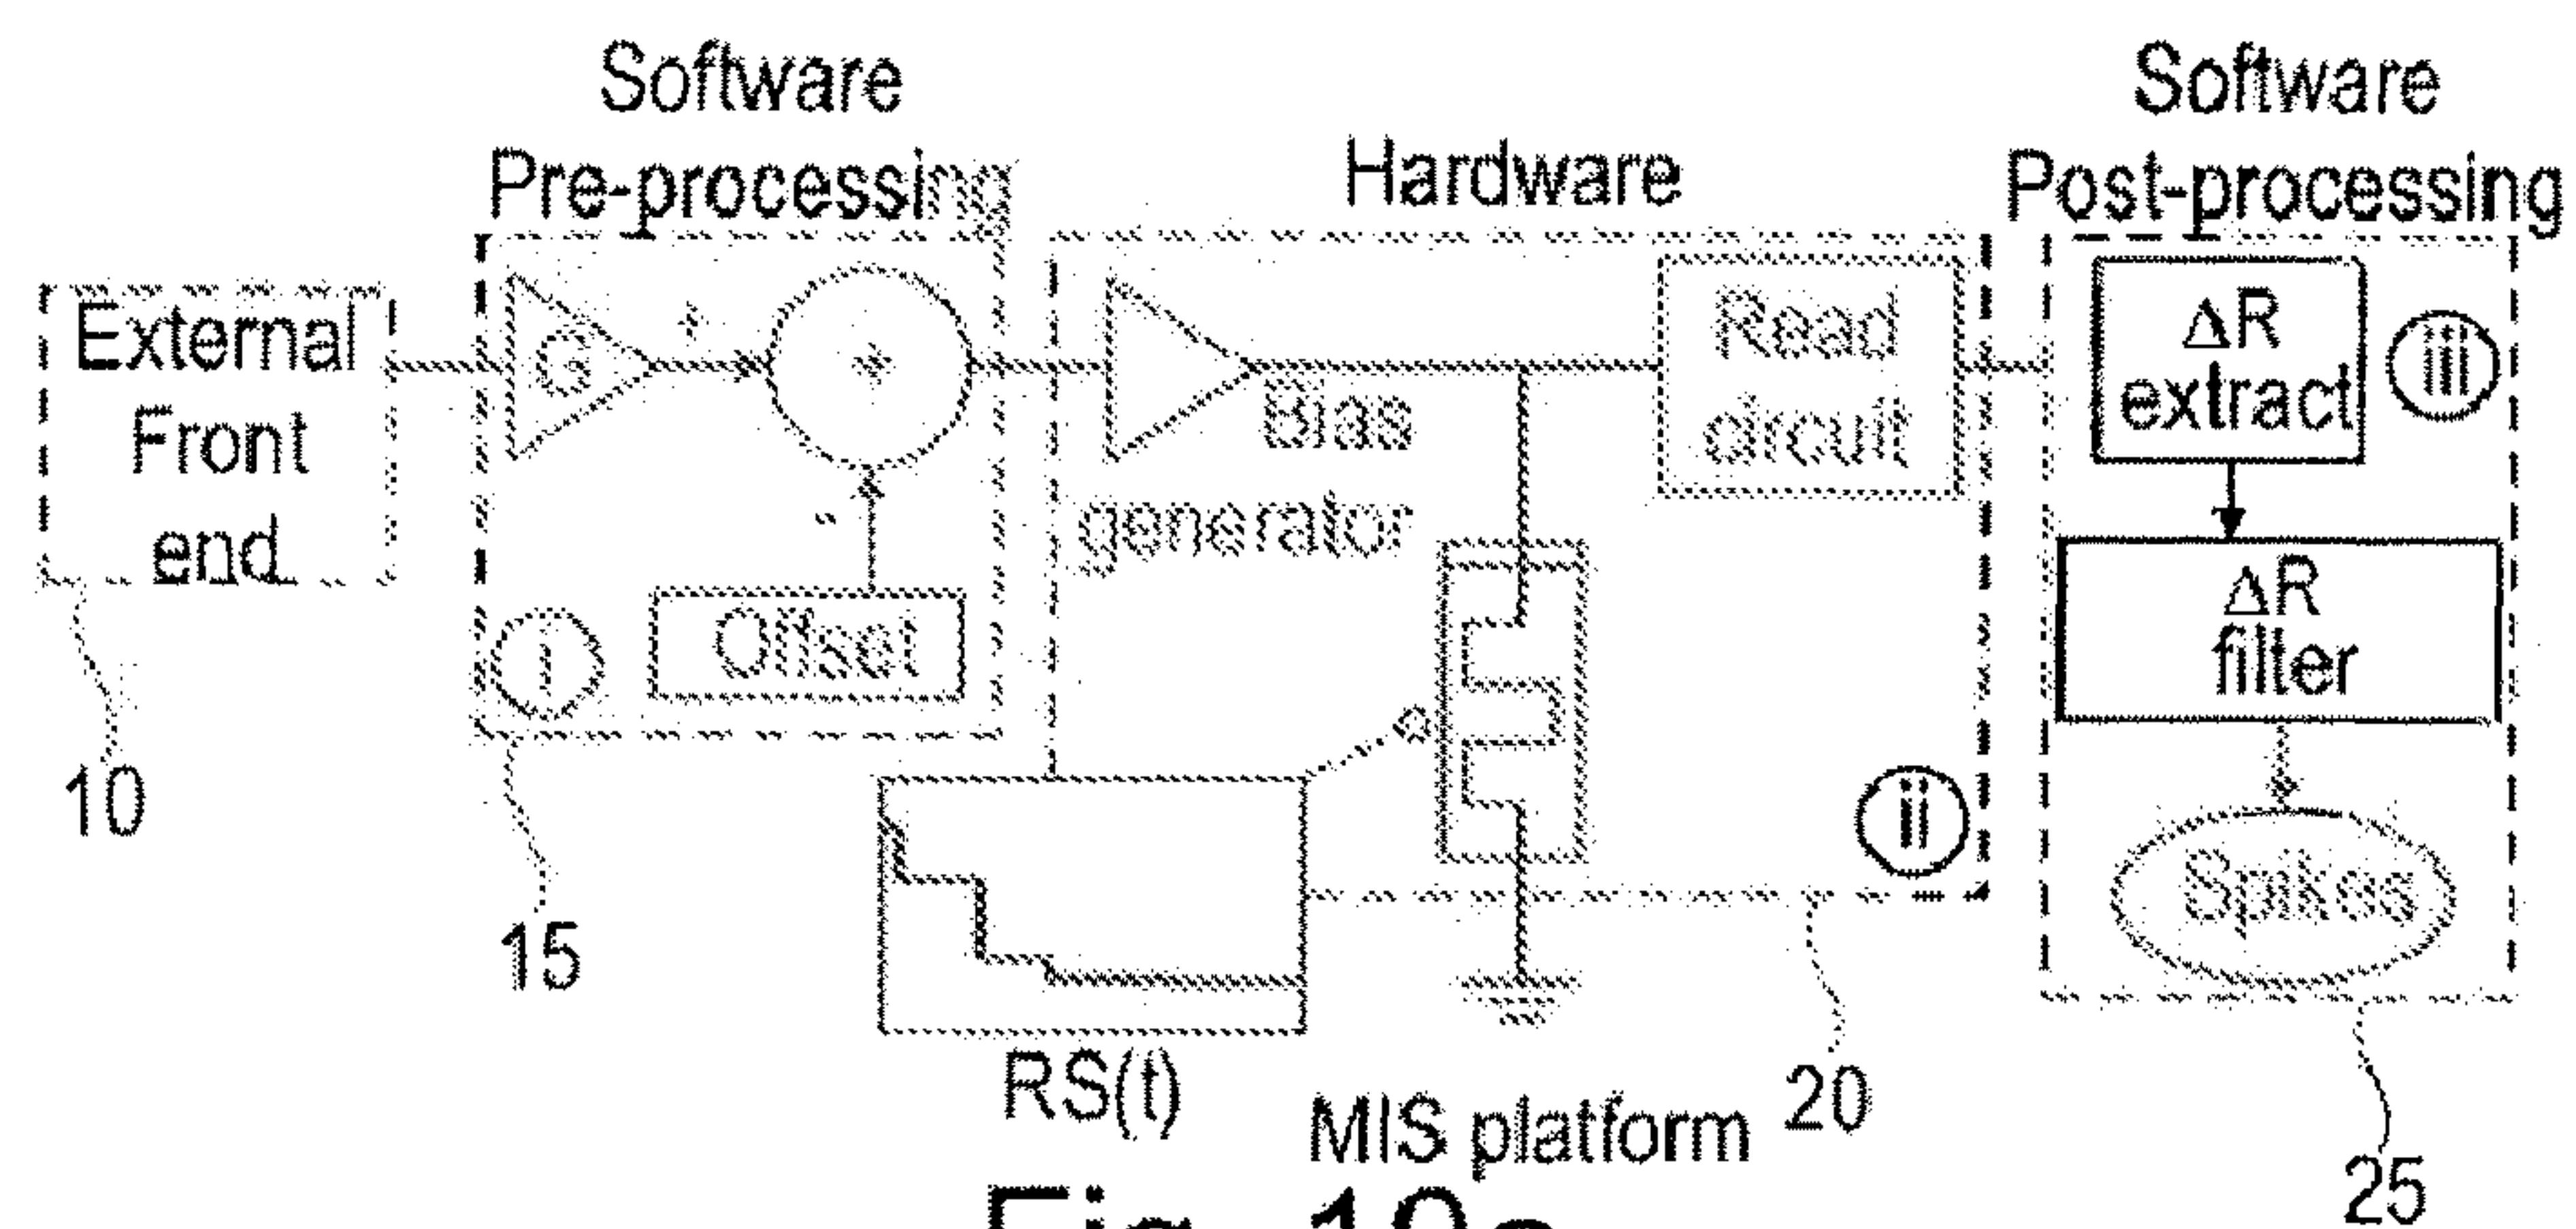 Software
Pre-processing
Hardware
Software
Post-processing
External
Front
end
G
+
+
-
Offset
i
Bias
generator
Read
circuit
ii
ΔR
extract
iii
ΔR
filter
Spikes
10
15
RS(t)
MIS platform
20
25